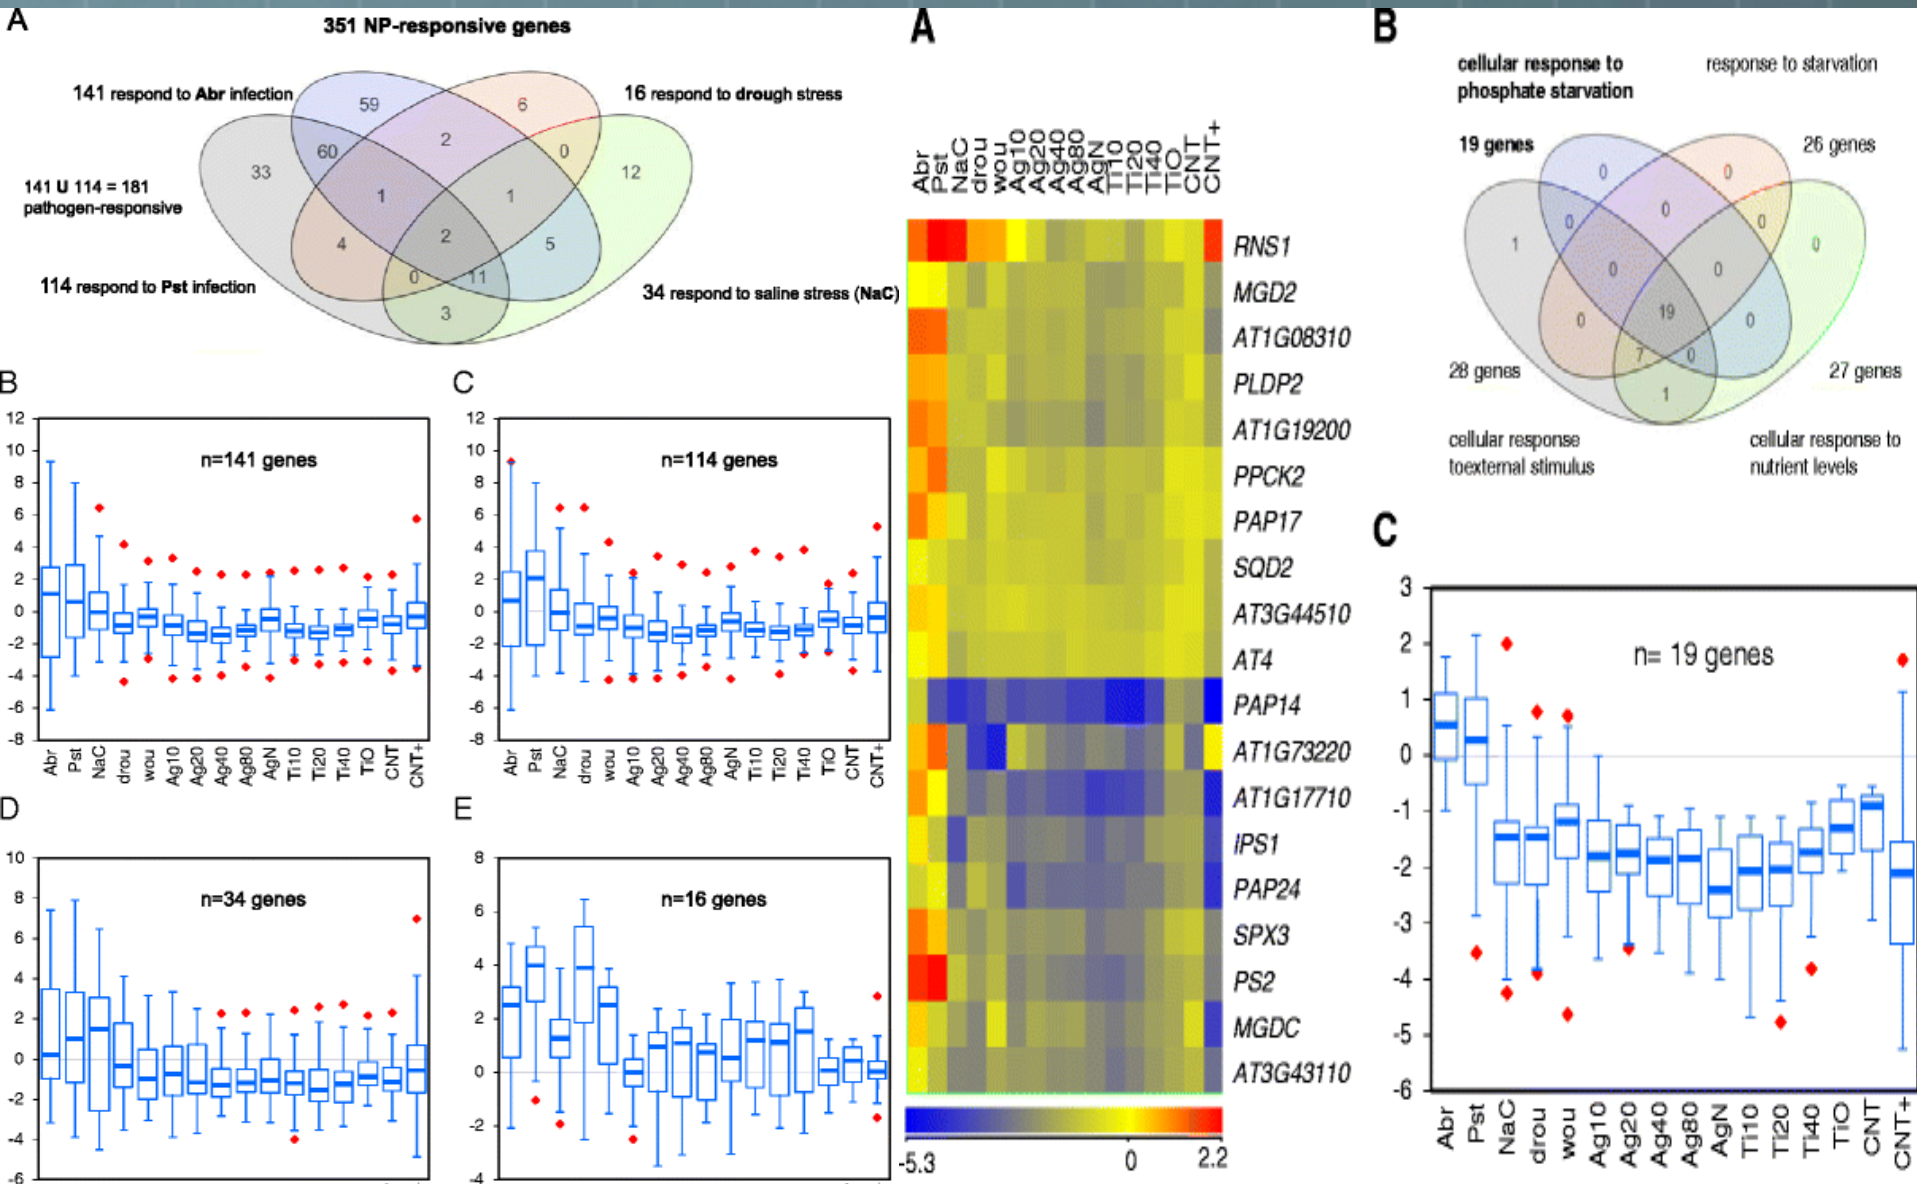 A
351 NP-responsive genes
141 respond to Abr infection
16 respond to drough stress
59
6
2
60
0
33
12
141 U 114 = 181
pathogen-responsive
1
1
4
2
5
0
11
114 respond to Pst infection
34 respond to saline stress (NaC)
3
B
12
10
8
6
4
2
0
-2
-4
-6
-8
n=141 genes
Abr
Pst
NaC
drou
wou
Ag10
Ag20
Ag40
Ag80
AgN
Ti10
Ti20
Ti40
TiO
CNT
CNT+
C
12
10
8
6
4
2
0
-2
-4
-6
-8
n=114 genes
Abr
Pst
NaC
drou
wou
Ag10
Ag20
Ag40
Ag80
AgN
Ti10
Ti20
Ti40
TiO
CNT
CNT+
D
10
8
6
4
2
0
-2
-4
-6
n=34 genes
E
8
6
4
2
0
-2
-4
n=16 genes
A
Abr
Pst
NaC
drou
wou
Ag10
Ag20
Ag40
Ag80
AgN
Ti10
Ti20
Ti40
TiO
CNT
CNT+
RNS1
MGD2
AT1G08310
PLDP2
AT1G19200
PPCK2
PAP17
SQD2
AT3G44510
AT4
PAP14
AT1G73220
AT1G17710
IPS1
PAP24
SPX3
PS2
MGDC
AT3G43110
-5.3
0
2.2
B
cellular response to
phosphate starvation
response to starvation
19 genes
26 genes
0
0
0
0
0
1
0
0
0
0
19
0
7
0
28 genes
27 genes
1
cellular response
toexternal stimulus
cellular response to
nutrient levels
C
3
2
1
0
-1
-2
-3
-4
-5
-6
n= 19 genes
Abr
Pst
NaC
drou
wou
Ag10
Ag20
Ag40
Ag80
AgN
Ti10
Ti20
Ti40
TiO
CNT
CNT+